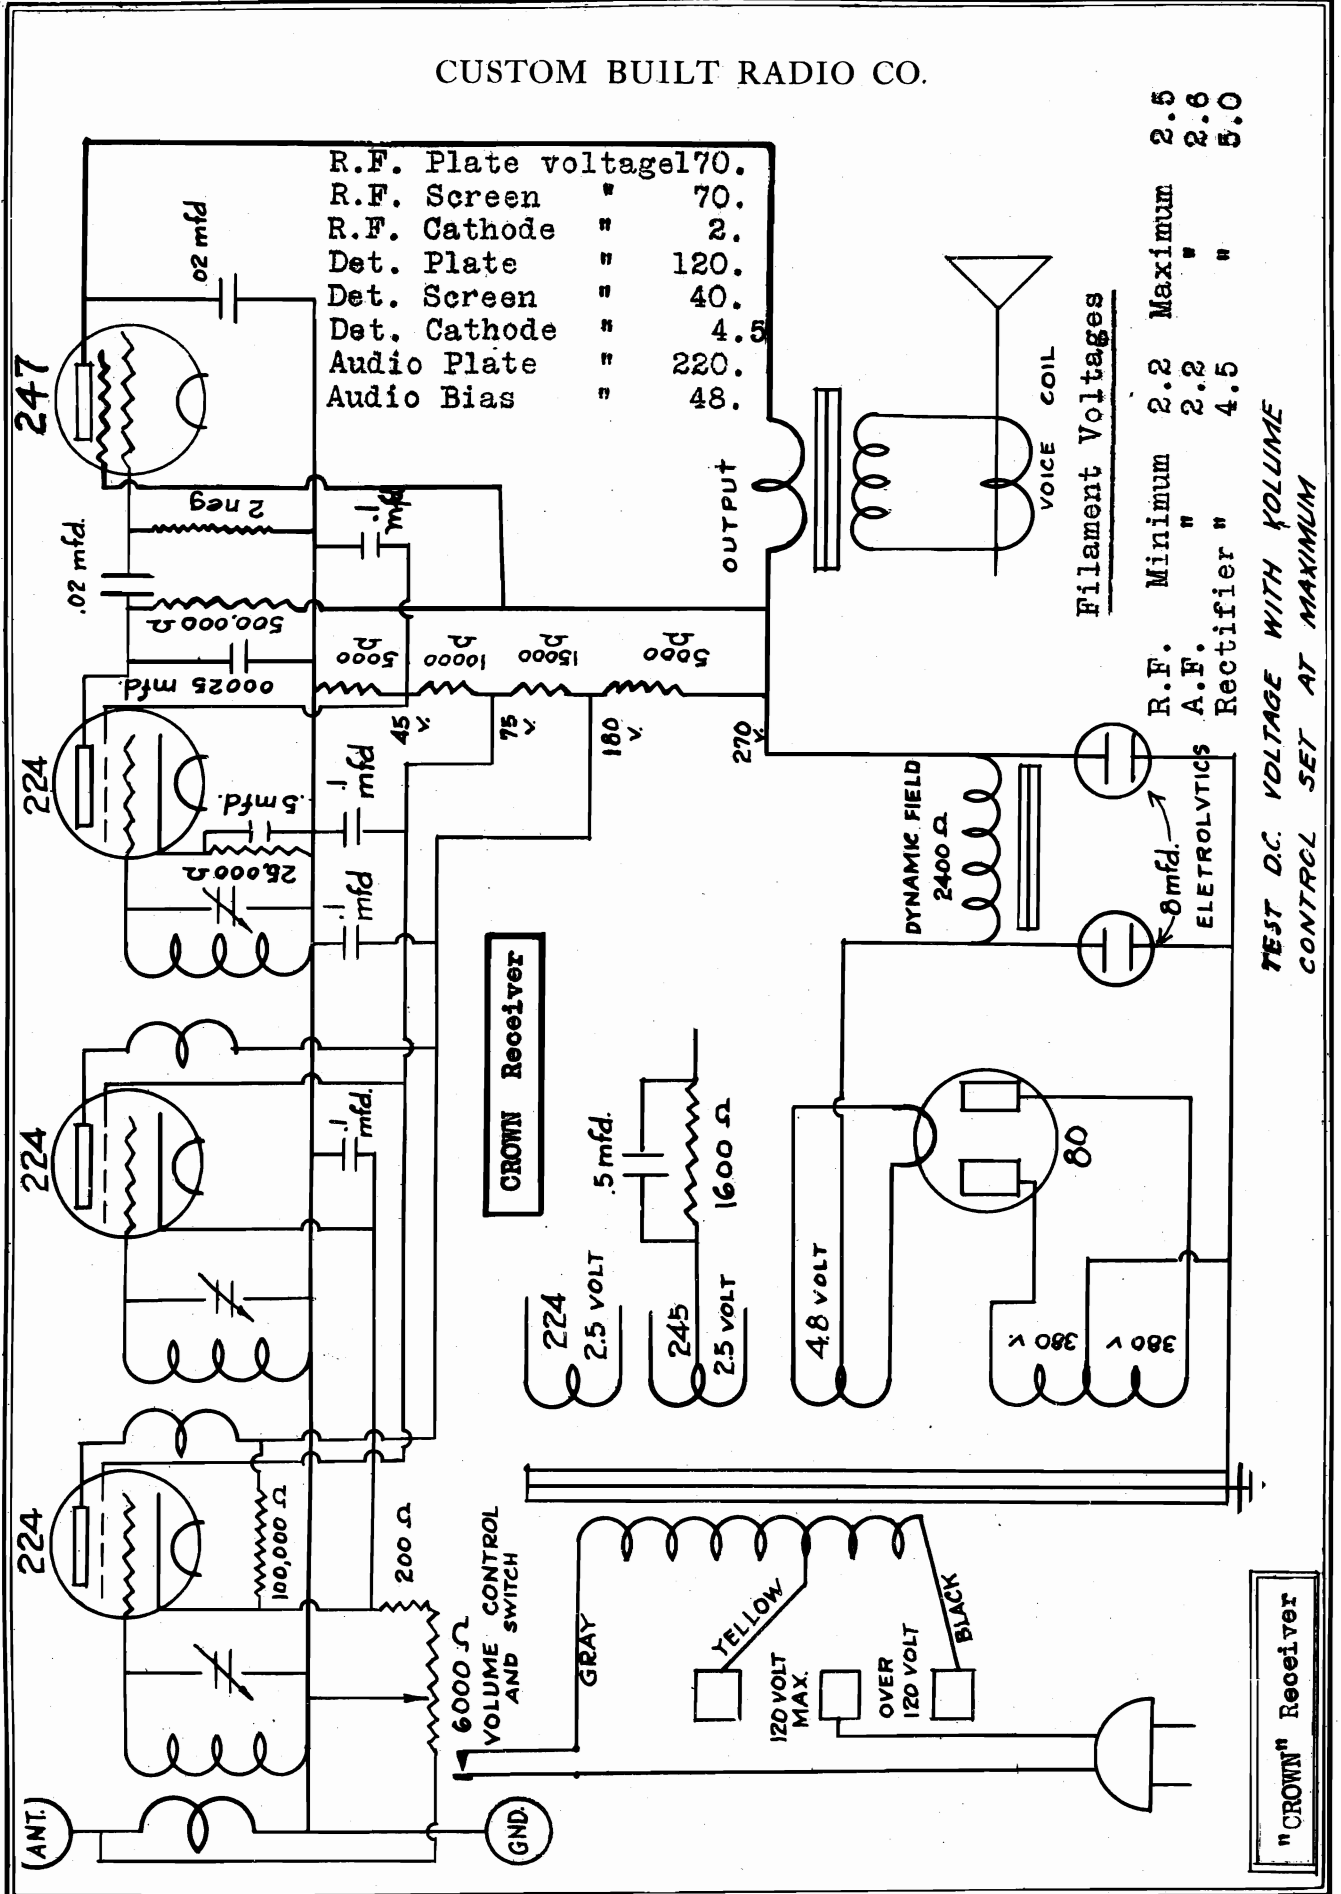 CUSTOM BUILT RADIO CO.
R.F. Plate voltage170.
R.F. Screen " 70.
R.F. Cathode " 2.
Det. Plate " 120.
Det. Screen " 40.
Det. Cathode " 4.5
Audio Plate " 220.
Audio Bias " 48.
247
.02 mfd
2 neg
.1 mfd
.02 mfd.
500,000 Ω
00025 mfd
224
.5 mfd.
25,000 Ω
.1 mfd
.1 mfd
5000
10000
15000
5000
45 v.
75 v.
180 v.
270 v.
OUTPUT
VOICE COIL
Filament Voltages
R.F. Minimum 2.2 Maximum 2.5
A.F. " 2.2 " 2.6
Rectifier " 4.5 " 5.0
TEST D.C. VOLTAGE WITH VOLUME
CONTROL SET AT MAXIMUM
DYNAMIC FIELD
2400 Ω
8 mfd.
ELETROLVTICS
CROWN Receiver
224
.1 mfd.
.5 mfd.
1600 Ω
80
224
2.5 VOLT
245
2.5 VOLT
4.8 VOLT
380 v.
380 v
224
100,000 Ω
200 Ω
6000 Ω
VOLUME CONTROL
AND SWITCH
GRAY
YELLOW
BLACK
120 VOLT
MAX.
OVER
120 VOLT
ANT.
GND.
"CROWN" Receiver